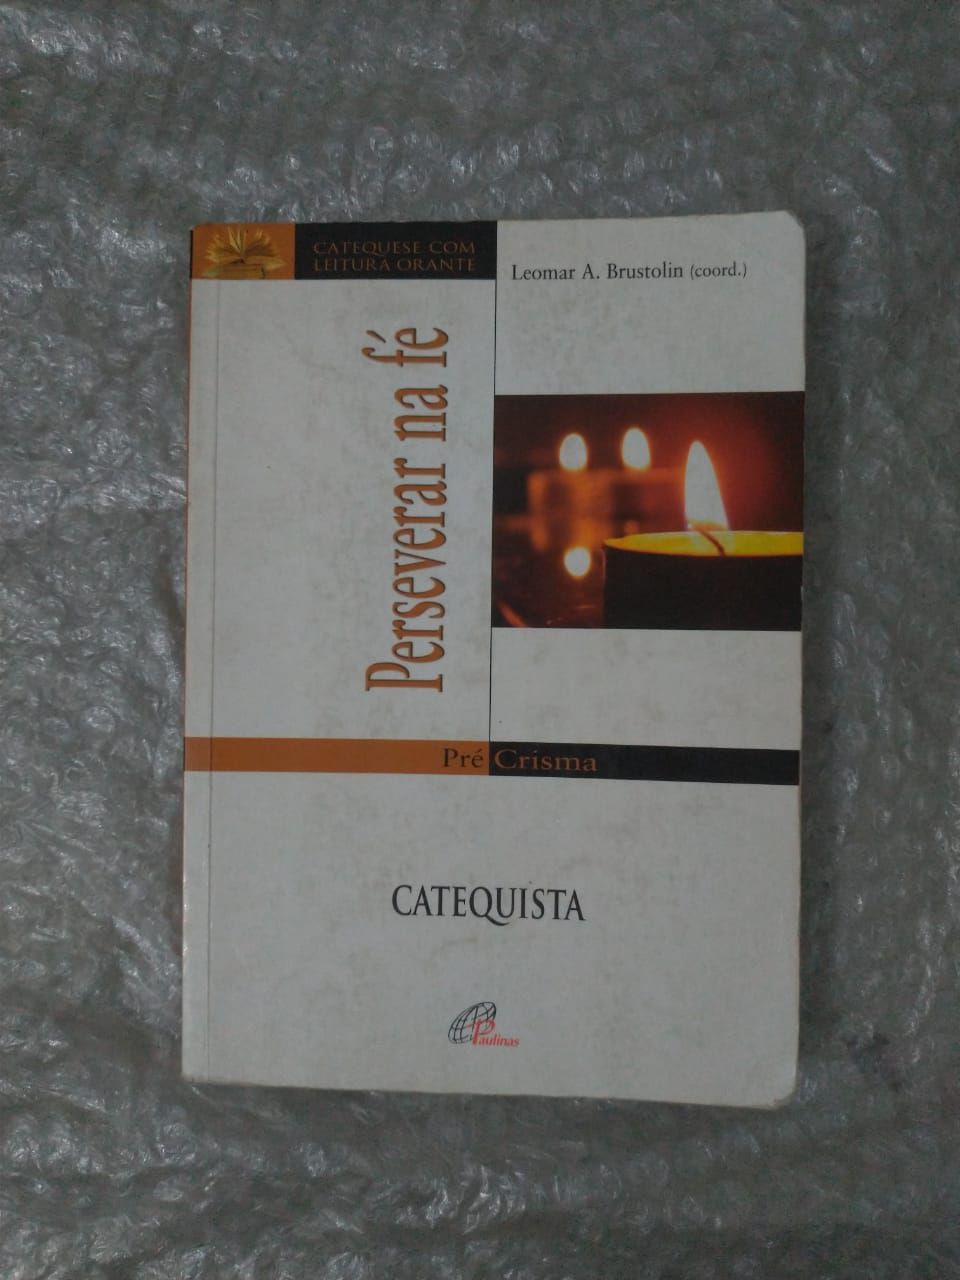 CATEQUESE COM
LEITURA ORANTE
Leomar A. Brustolin (coord.)
Perseverar na fé
Pré Crisma
CATEQUISTA
Paulinas